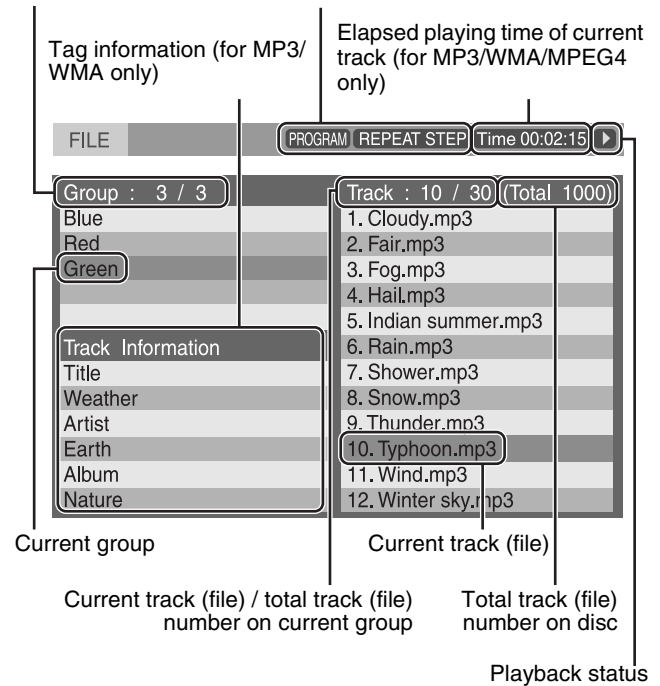 Tag information (for MP3/
WMA only)
Elapsed playing time of current
track (for MP3/WMA/MPEG4
only)
FILE
PROGRAM REPEAT STEP Time 00:02:15
Group : 3 / 3
Blue
Red
Green
Track Information
Title
Weather
Artist
Earth
Album
Nature
Track : 10 / 30 (Total 1000)
1. Cloudy.mp3
2. Fair.mp3
3. Fog.mp3
4. Hail.mp3
5. Indian summer.mp3
6. Rain.mp3
7. Shower.mp3
8. Snow.mp3
9. Thunder.mp3
10. Typhoon.mp3
11. Wind.mp3
12. Winter sky.mp3
Current group
Current track (file)
Current track (file) / total track (file)
number on current group
Total track (file)
number on disc
Playback status